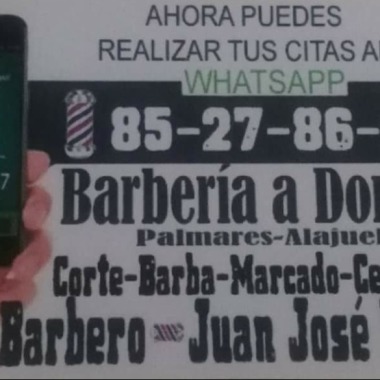 AHORA PUEDES
REALIZAR TUS CITAS A
WHATSAPP
85-27-86-
Barbería a Do
Palmares-Alajuel
Corte-Barba-Marcado-Ce
Barbero Juan José
7